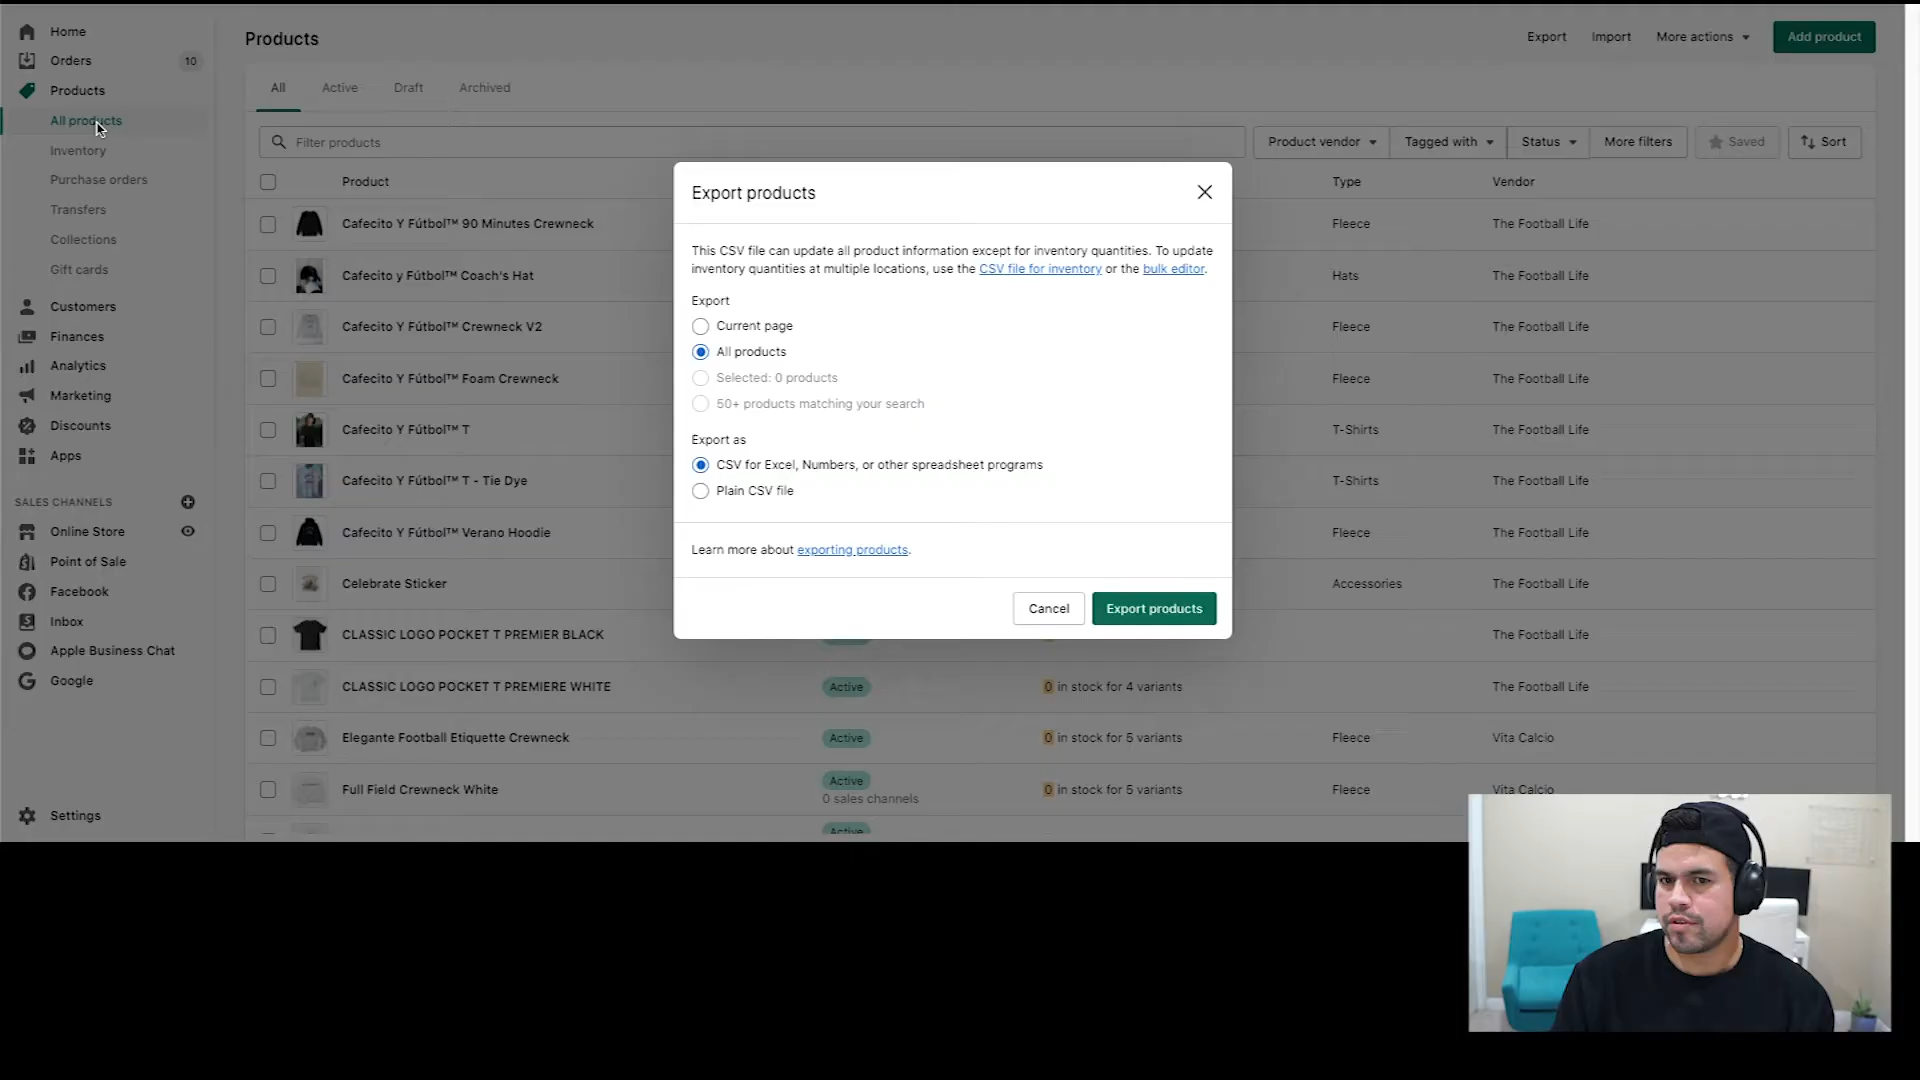 Home
Orders 10
Products
All products
Inventory
Purchase orders
Transfers
Collections
Gift cards
Customers
Finances
Analytics
Marketing
Discounts
Apps
SALES CHANNELS
Online Store
Point of Sale
Facebook
Inbox
Apple Business Chat
Google
Settings
Products
Export Import More actions Add product
All Active Draft Archived
Filter products Product vendor Tagged with Status More filters Saved Sort
Product Type Vendor
Cafecito Y Fútbol™ 90 Minutes Crewneck Fleece The Football Life
Cafecito y Fútbol™ Coach's Hat Hats The Football Life
Cafecito Y Fútbol™ Crewneck V2 Fleece The Football Life
Cafecito Y Fútbol™ Foam Crewneck Fleece The Football Life
Cafecito Y Fútbol™ T T-Shirts The Football Life
Cafecito Y Fútbol™ T - Tie Dye T-Shirts The Football Life
Cafecito Y Fútbol™ Verano Hoodie Fleece The Football Life
Celebrate Sticker Accessories The Football Life
CLASSIC LOGO POCKET T PREMIER BLACK The Football Life
CLASSIC LOGO POCKET T PREMIERE WHITE Active 0 in stock for 4 variants The Football Life
Elegante Football Etiquette Crewneck Active 0 in stock for 5 variants Fleece Vita Calcio
Full Field Crewneck White Active 0 in stock for 5 variants Fleece Vita Calcio
0 sales channels
Active
Export products
This CSV file can update all product information except for inventory quantities. To update
inventory quantities at multiple locations, use the CSV file for inventory or the bulk editor.
Export
Current page
All products
Selected: 0 products
50+ products matching your search
Export as
CSV for Excel, Numbers, or other spreadsheet programs
Plain CSV file
Learn more about exporting products.
Cancel Export products